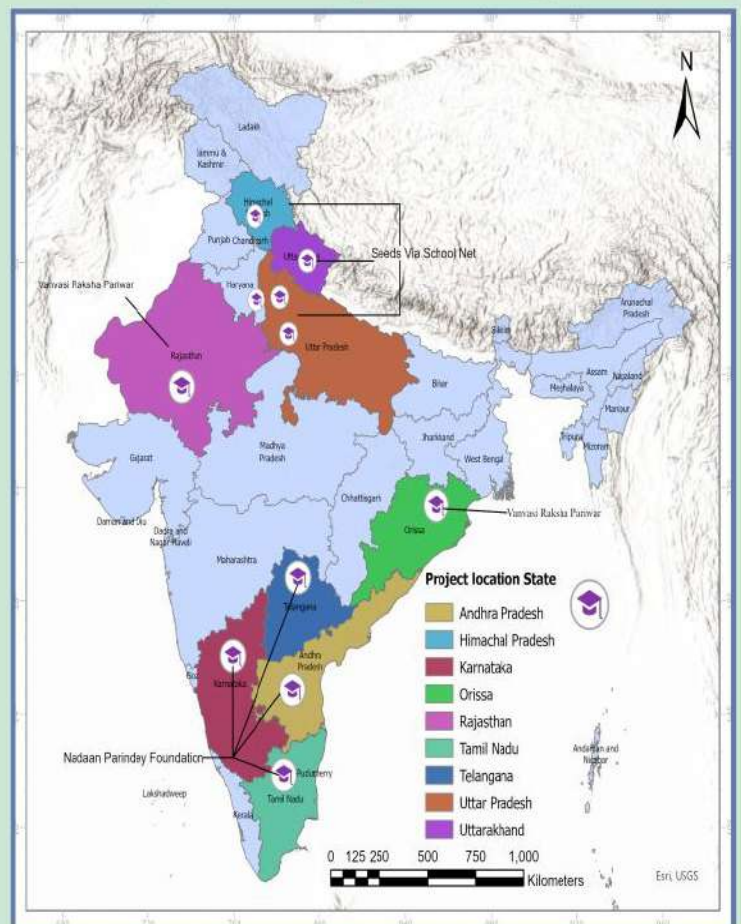 N
Ladakh
Jammu &
Kashmir
Himachal
Punjab
Chandigarh
Seeds Via School Net
Haryana
Vanvasi Raksha Pariwar
Rajasthan
Uttar Pradesh
Arunachal
Pradesh
Sikkim
Assam
Nagaland
Meghalaya
Manipur
Tripura
Mizoram
Bihar
Jharkhand
West Bengal
Gujarat
Madhya
Pradesh
Chhattisgarh
Daman and Diu
Dadra and
Nagar Haveli
Orissa
Vanvasi Raksha Pariwar
Maharashtra
Telangana
Andhra
Pradesh
Goa
Karnataka
Nadaan Parindey Foundation
Puducherry
Tamil Nadu
Lakshadweep
Kerala
Andaman and
Nicobar
Project location State
Andhra Pradesh
Himachal Pradesh
Karnataka
Orissa
Rajasthan
Tamil Nadu
Telangana
Uttar Pradesh
Uttarakhand
0 125 250 500 750 1,000
Kilometers
Esri, USGS